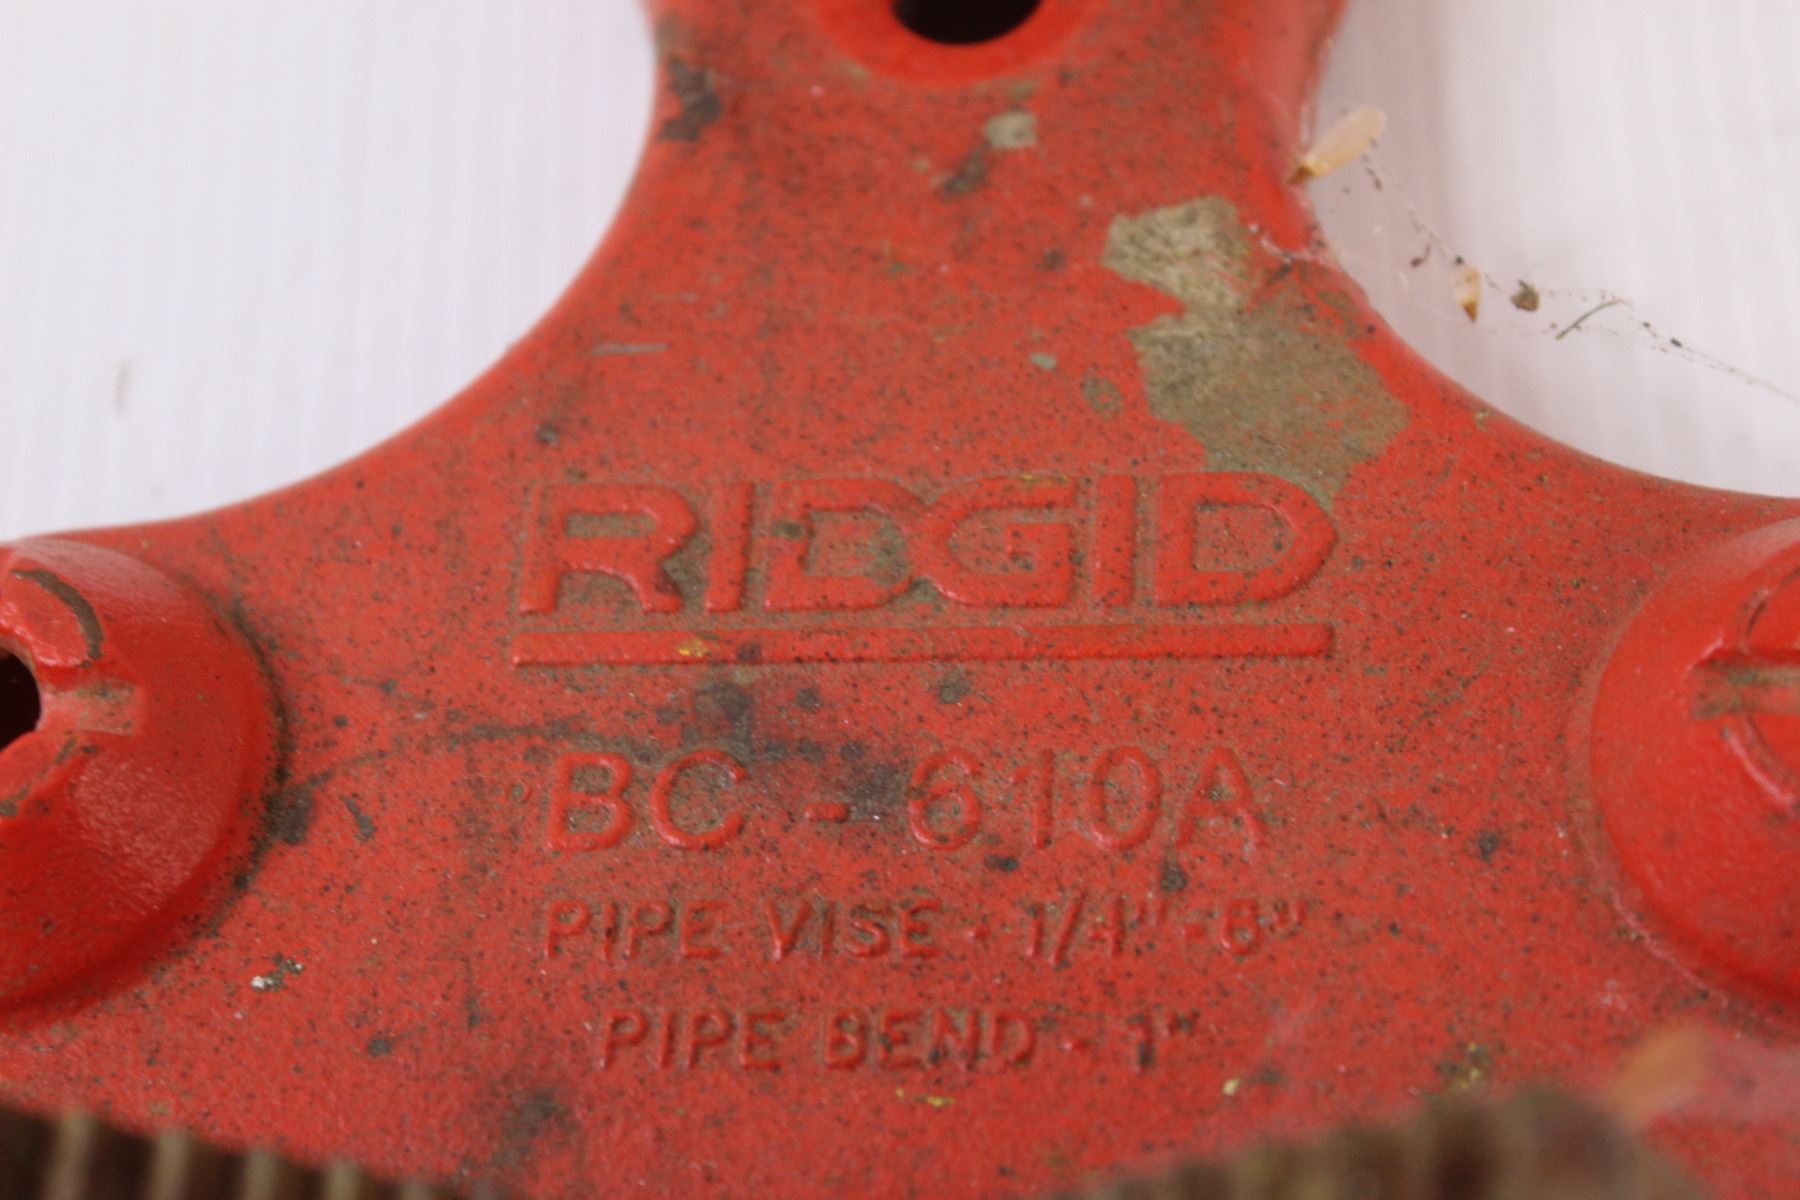 RIDGID
BC - 610A
PIPE VISE - 1/4" - 6"
PIPE BEND - 1"